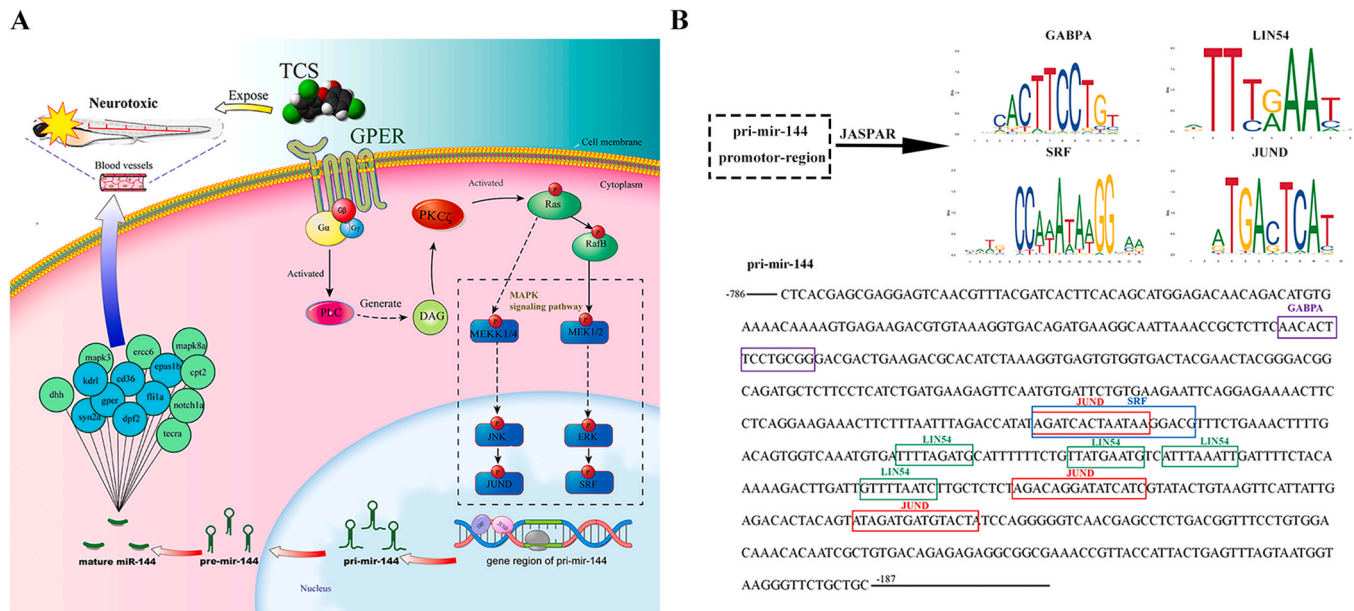 A
TCS
Expose
Neurotoxic
GPER
Cell membrane
Blood vessels
Cytoplasm
Activated
P
Ras
PKCζ
Gβ
Gα
Gγ
P
RafB
Activated
Generate
PLC
DAG
MAPK
signaling pathway
P
MEKK1/4
P
MEK1/2
mapk3
ercc6
mapk8a
kdrl
cd36
epas1b
cpt2
dhh
gper
fli1a
notch1a
syn2a
dpf2
tecra
P
JNK
P
ERK
P
JUND
P
SRF
mature miR-144
pre-mir-144
pri-mir-144
gene region of pri-mir-144
Nucleus
B
GABPA
LIN54
pri-mir-144
promotor-region
JASPAR
SRF
JUND
pri-mir-144
-786 CTCACGAGCGAGGAGTCAACGTTTACGATCACTTCACAGCATGGAGACAACAGACATGTG
GABPA
AAAACAAAAGTGAGAAGACGTGTAAAGGTGACAGATGAAGGCAATTAAACCGCTCTTCAACACT
TCCTGCGGGACGACTGAAGACGCACATCTAAAGGTGAGTGTGGTGACTACGAACTACGGGACGG
CAGATGCTCTTCCTCATCTGATGAAGAGTTCAATGTGATTCTGTGAAGAATTCAGGAGAAAACTTC
JUND SRF
CTCAGGAAGAAACTTCTTTAATTTAGACCATATAGATCACTAATAAGGACGTTTCTGAAACTTTTG
LIN54 LIN54 LIN54
ACAGTGGTCAAATGTGATTTTAGATGCATTTTTTCTGTTATGAATGTCATTTAAATTGATTTTCTACA
LIN54 JUND
AAAAGACTTGATTGTTTTAATCTTGCTCTCTAGACAGGATATCATCGTATACTGTAAGTTCATTATTG
JUND
AGACACTACAGTATAGATGATGTACTATCCAGGGGGTCAACGAGCCTCTGACGGTTTCCTGTGGA
CAAACACAATCGCTGTGACAGAGAGAGGCGGCGAAACCGTTACCATTACTGAGTTTAGTAATGGT
AAGGGTTCTGCTGC -187